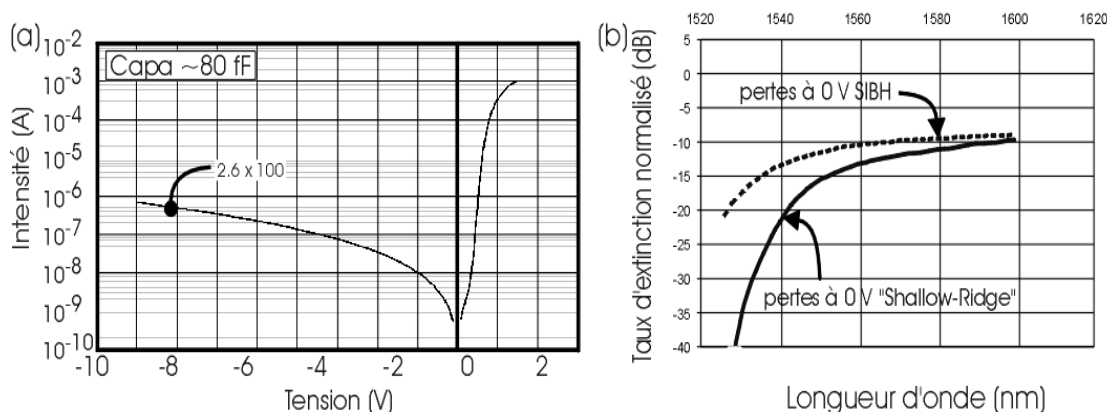 (a)
Intensité (A)
10-2
10-3
10-4
10-5
10-6
10-7
10-8
10-9
10-10
Capa ~80 fF
2.6 x 100
-10 -8 -6 -4 -2 0 2
Tension (V)
(b)
Taux d'extinction normalisé (dB)
1520 1540 1560 1580 1600 1620
5
0
-5
-10
-15
-20
-25
-30
-35
-40
pertes à 0 V SIBH
pertes à 0 V "Shallow-Ridge"
Longueur d'onde (nm)